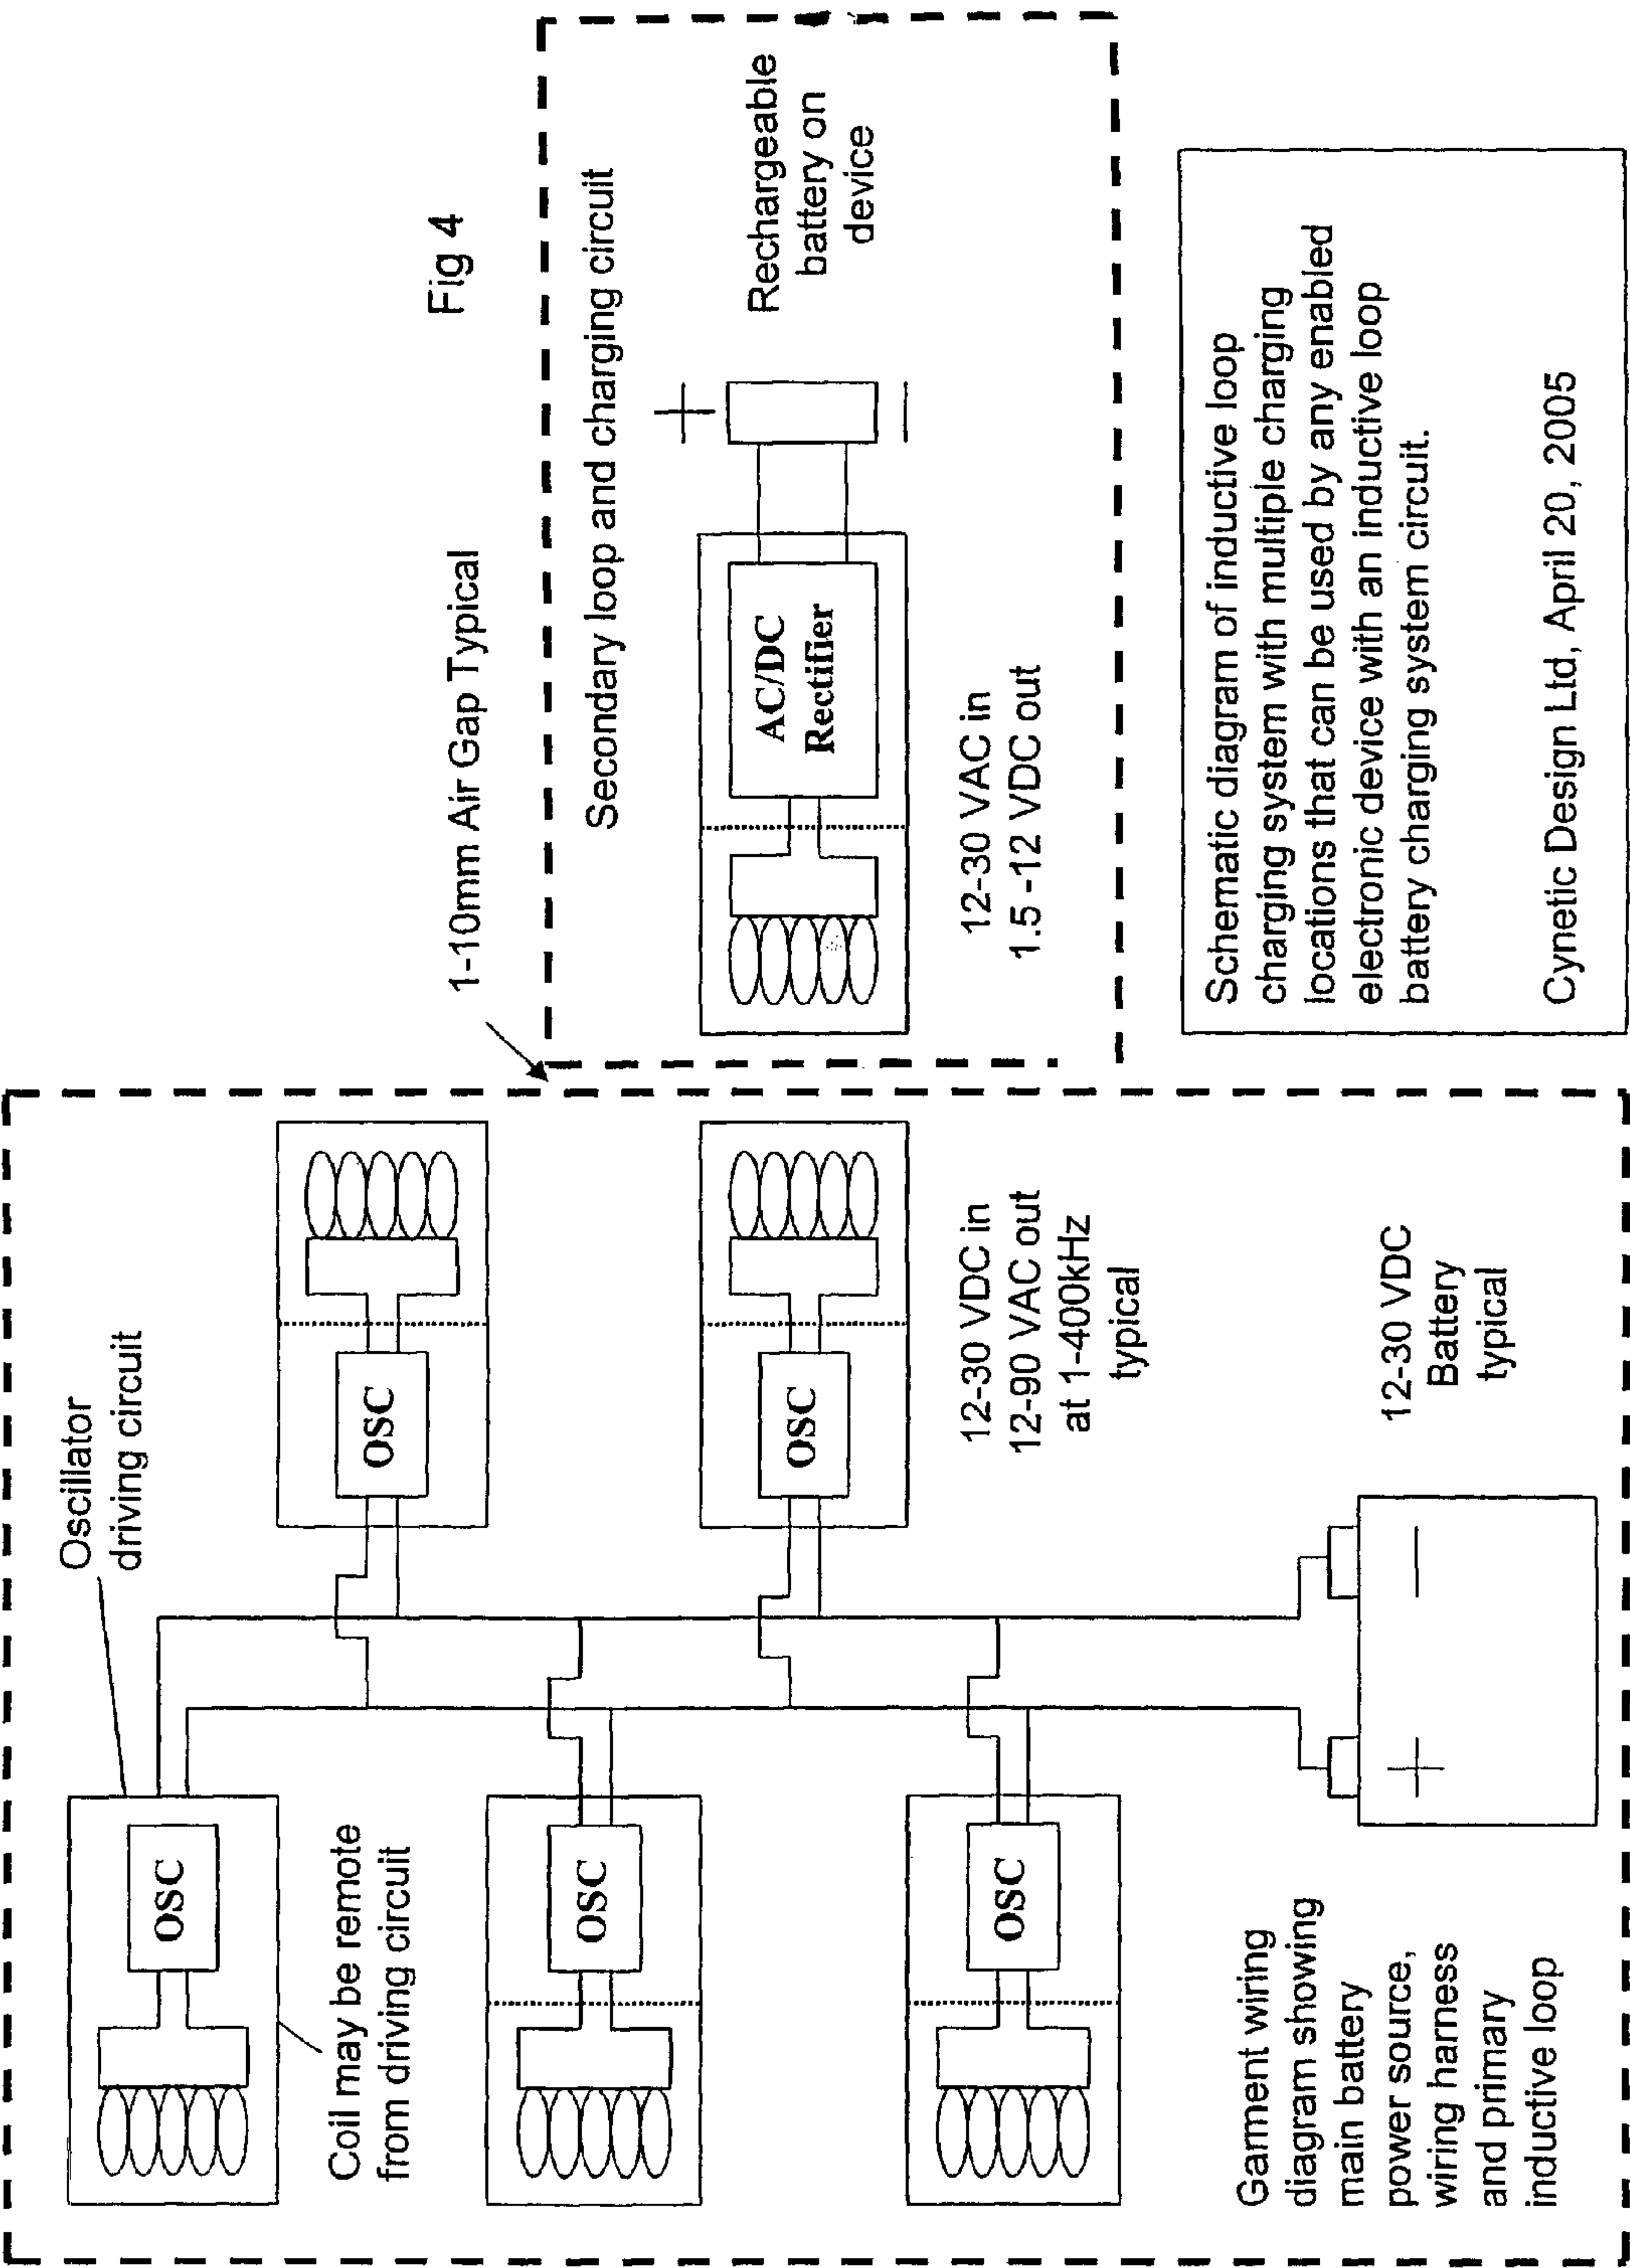 Fig 4
Oscillator
driving circuit
1-10mm Air Gap Typical
OSC
OSC
Coil may be remote
from driving circuit
OSC
OSC
OSC
12-30 VDC in
12-90 VAC out
at 1-400kHz
typical
12-30 VDC
Battery
typical
+
−
Garment wiring
diagram showing
main battery
power source,
wiring harness
and primary
inductive loop
Secondary loop and charging circuit
AC/DC
Rectifier
+
−
Rechargeable
battery on
device
12-30 VAC in
1.5 -12 VDC out
Schematic diagram of inductive loop
charging system with multiple charging
locations that can be used by any enabled
electronic device with an inductive loop
battery charging system circuit.
Cynetic Design Ltd, April 20, 2005